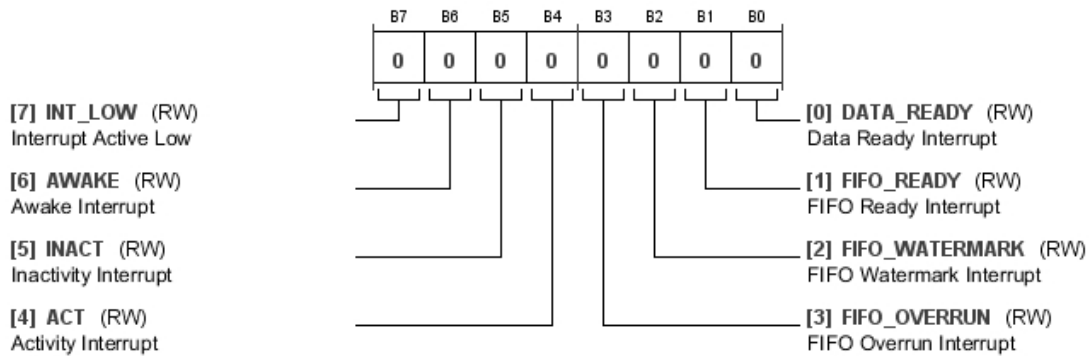 B7 B6 B5 B4 B3 B2 B1 B0
0 0 0 0 0 0 0 0
[7] INT_LOW (RW)
Interrupt Active Low
[6] AWAKE (RW)
Awake Interrupt
[5] INACT (RW)
Inactivity Interrupt
[4] ACT (RW)
Activity Interrupt
[0] DATA_READY (RW)
Data Ready Interrupt
[1] FIFO_READY (RW)
FIFO Ready Interrupt
[2] FIFO_WATERMARK (RW)
FIFO Watermark Interrupt
[3] FIFO_OVERRUN (RW)
FIFO Overrun Interrupt